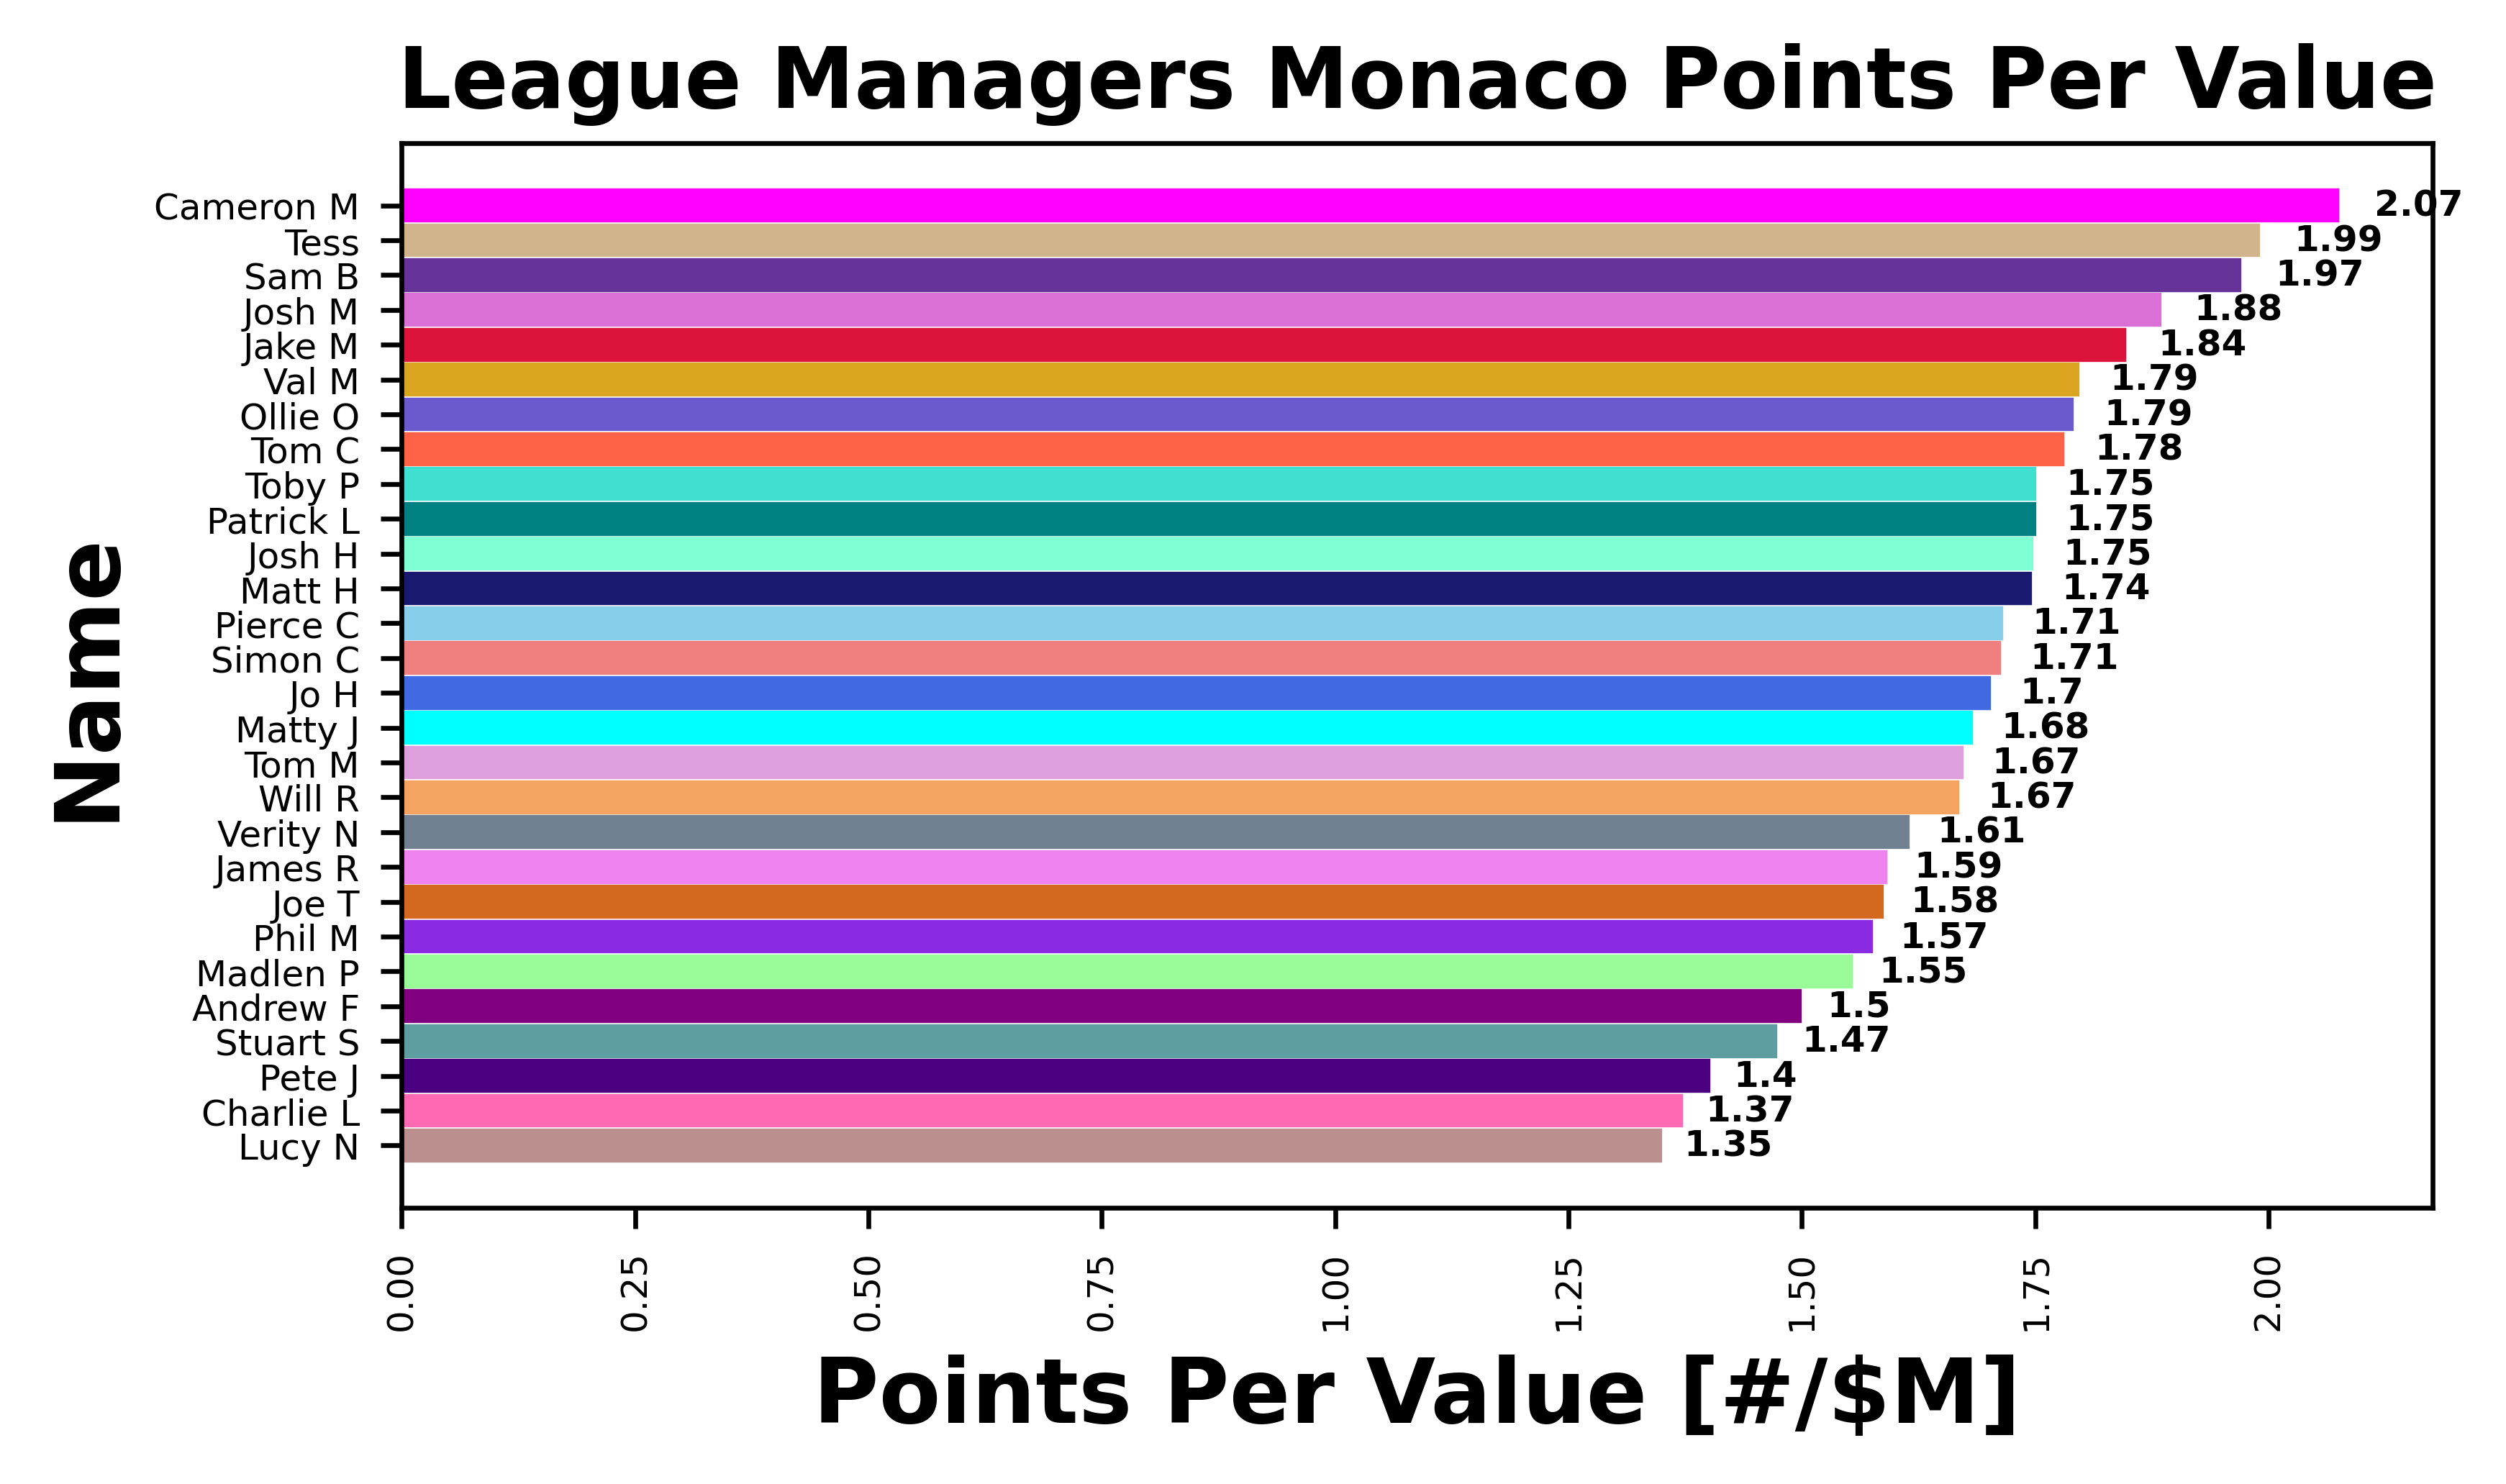 League Managers Monaco Points Per Value
Cameron M 2.07
Tess 1.99
Sam B 1.97
Josh M 1.88
Jake M 1.84
Val M 1.79
Ollie O 1.79
Tom C 1.78
Toby P 1.75
Patrick L 1.75
Josh H 1.75
Matt H 1.74
Pierce C 1.71
Simon C 1.71
Jo H 1.7
Matty J 1.68
Tom M 1.67
Will R 1.67
Verity N 1.61
James R 1.59
Joe T 1.58
Phil M 1.57
Madlen P 1.55
Andrew F 1.5
Stuart S 1.47
Pete J 1.4
Charlie L 1.37
Lucy N 1.35
Name
0.00 0.25 0.50 0.75 1.00 1.25 1.50 1.75 2.00
Points Per Value [#/$M]